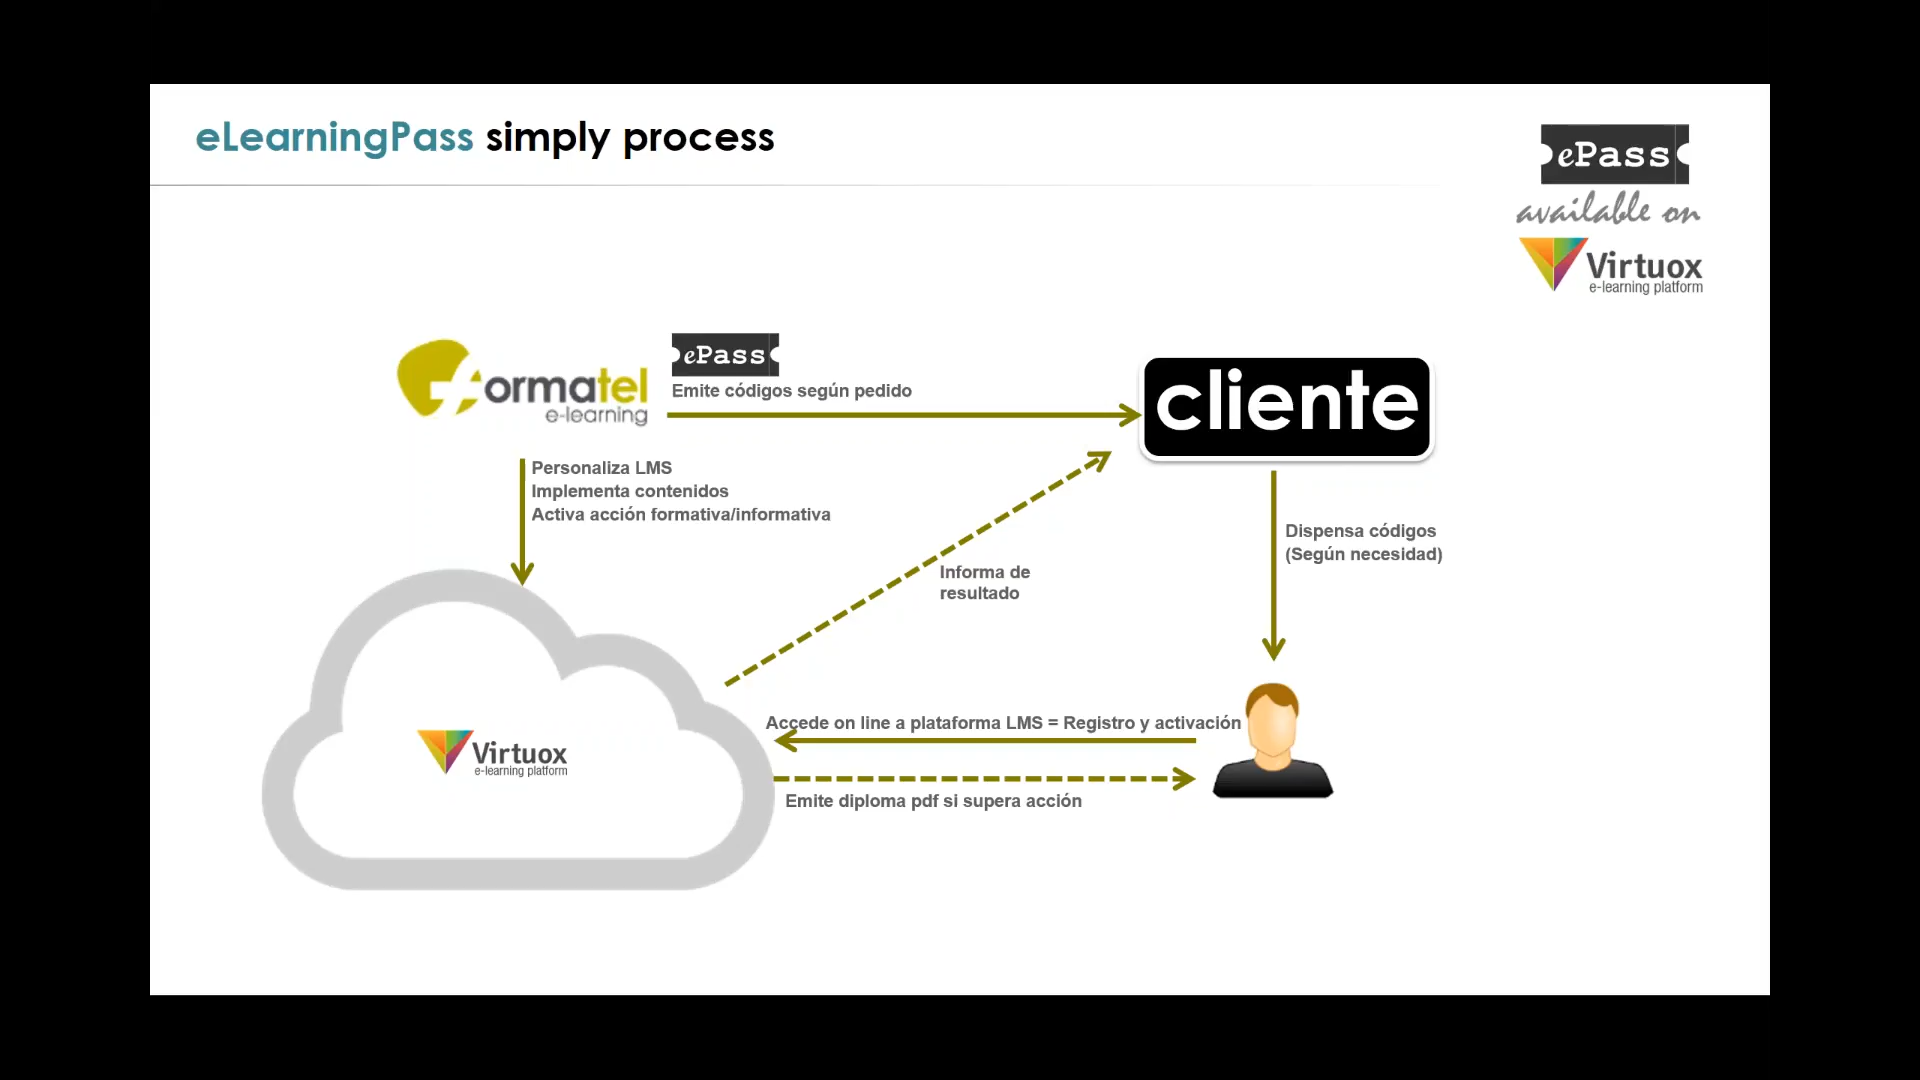 eLearningPass simply process
ePass
available on
Virtuox
e-learning platform
ormatel
e-learning
ePass
Emite códigos según pedido
cliente
Personaliza LMS
Implementa contenidos
Activa acción formativa/informativa
Dispensa códigos
(Según necesidad)
Informa de
resultado
Accede on line a plataforma LMS = Registro y activación
Virtuox
e-learning platform
Emite diploma pdf si supera acción